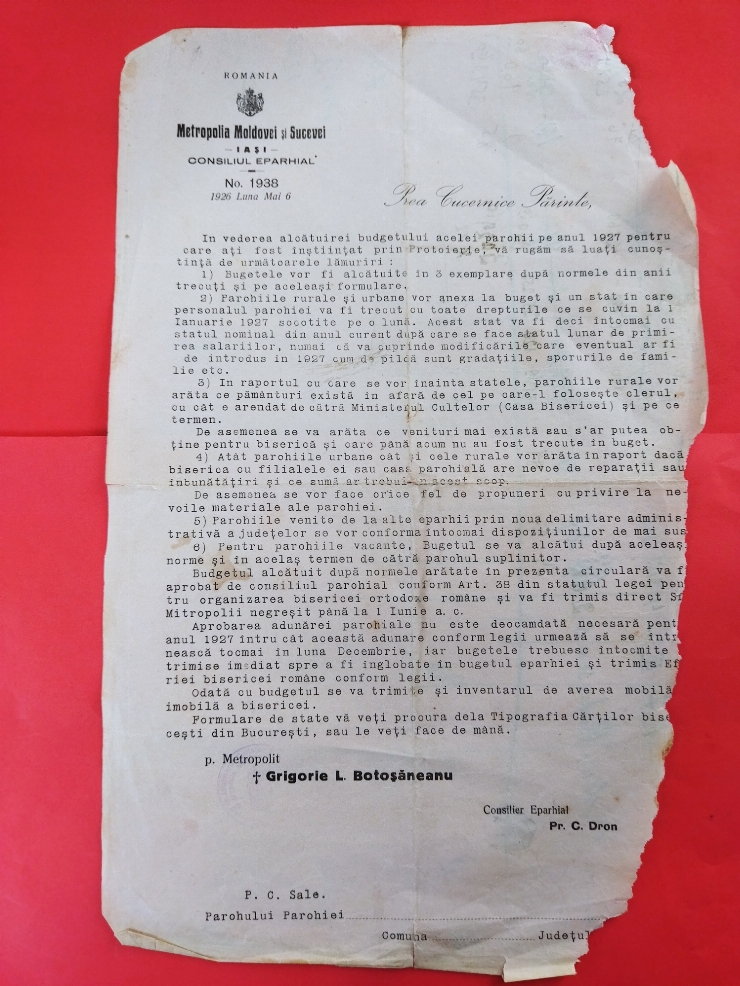 ROMANIA
Metropolia Moldovei și Sucevei
— IAȘI —
CONSILIUL EPARHIAL
No. 1938
1926 Luna Mai 6
Prea Cucernice Părinte,
In vederea alcătuirei budgetului acelei parohii pe anul 1927 pentru
care ați fost înștiințat prin Protoierie, vă rugăm să luați cunoș-
tință de următoarele lămuriri :
1) Bugetele vor fi alcătuite în 3 exemplare după normele din anii
trecuți și pe aceleași formulare.
2) Parohiile rurale și urbane vor anexa la buget și un stat în care
personalul parohiei va fi trecut cu toate drepturile ce se cuvin la 1
Ianuarie 1927 socotite pe o lună. Acest stat va fi deci întocmai cu
statul nominal din anul curent după care se face statul lunar de primi-
rea salariilor, numai că va cuprinde modificările care eventual ar fi
de introdus în 1927 cum de pildă sunt gradațiile, sporurile de fami-
lie etc.
3) In raportul cu care se vor înainta statele, parohiile rurale vor
arăta ce pământuri există în afară de cel pe care-l folosește clerul,
cu cât e arendat de cătră Ministerul Cultelor (Casa Bisericei) și pe ce
termen.
De asemenea se va arăta ce venituri mai există sau s'ar putea ob-
ține pentru biserică și care până acum nu au fost trecute în buget.
4) Atât parohiile urbane cât și cele rurale vor arăta în raport dacă
biserica cu filialele ei sau casa parohială are nevoe de reparații sau
inbunătățiri și ce sumă ar trebui în acest scop.
De asemenea se vor face orice fel de propuneri cu privire la ne-
voile materiale ale parohiei.
5) Parohiile venite de la alte eparhii prin noua delimitare adminis-
trativă a județelor se vor conforma întocmai dispozițiunilor de mai sus
6) Pentru parohiile vacante, Bugetul se va alcătui după aceleaș
norme și în acelaș termen de cătră parohul suplinitor.
Budgetul alcătuit după normele arătate în prezenta circulară va f
aprobat de consiliul parohial conform Art. 38 din statutul legei pen
tru organizarea bisericei ortodoxe române și va fi trimis direct Sf
Mitropolii negreșit până la 1 Iunie a. c.
Aprobarea adunărei parohiale nu este deocamdată necesară pent
anul 1927 întru cât această adunare conform legii urmează să se intr
nească tocmai în luna Decembrie, iar bugetele trebuesc întocmite
trimise imediat spre a fi înglobate în bugetul eparhiei și trimis Ef
riei bisericei române conform legii.
Odată cu budgetul se va trimite și inventarul de averea mobilă
imobilă a bisericei.
Formulare de state vă veți procura dela Tipografia Cărților bise
cești din București, sau le veți face de mână.
p. Metropolit
† Grigorie L. Botoșăneanu
Consilier Eparhial
Pr. C. Dron
P. C. Sale.
Parohului Parohiei
Comuna Județul